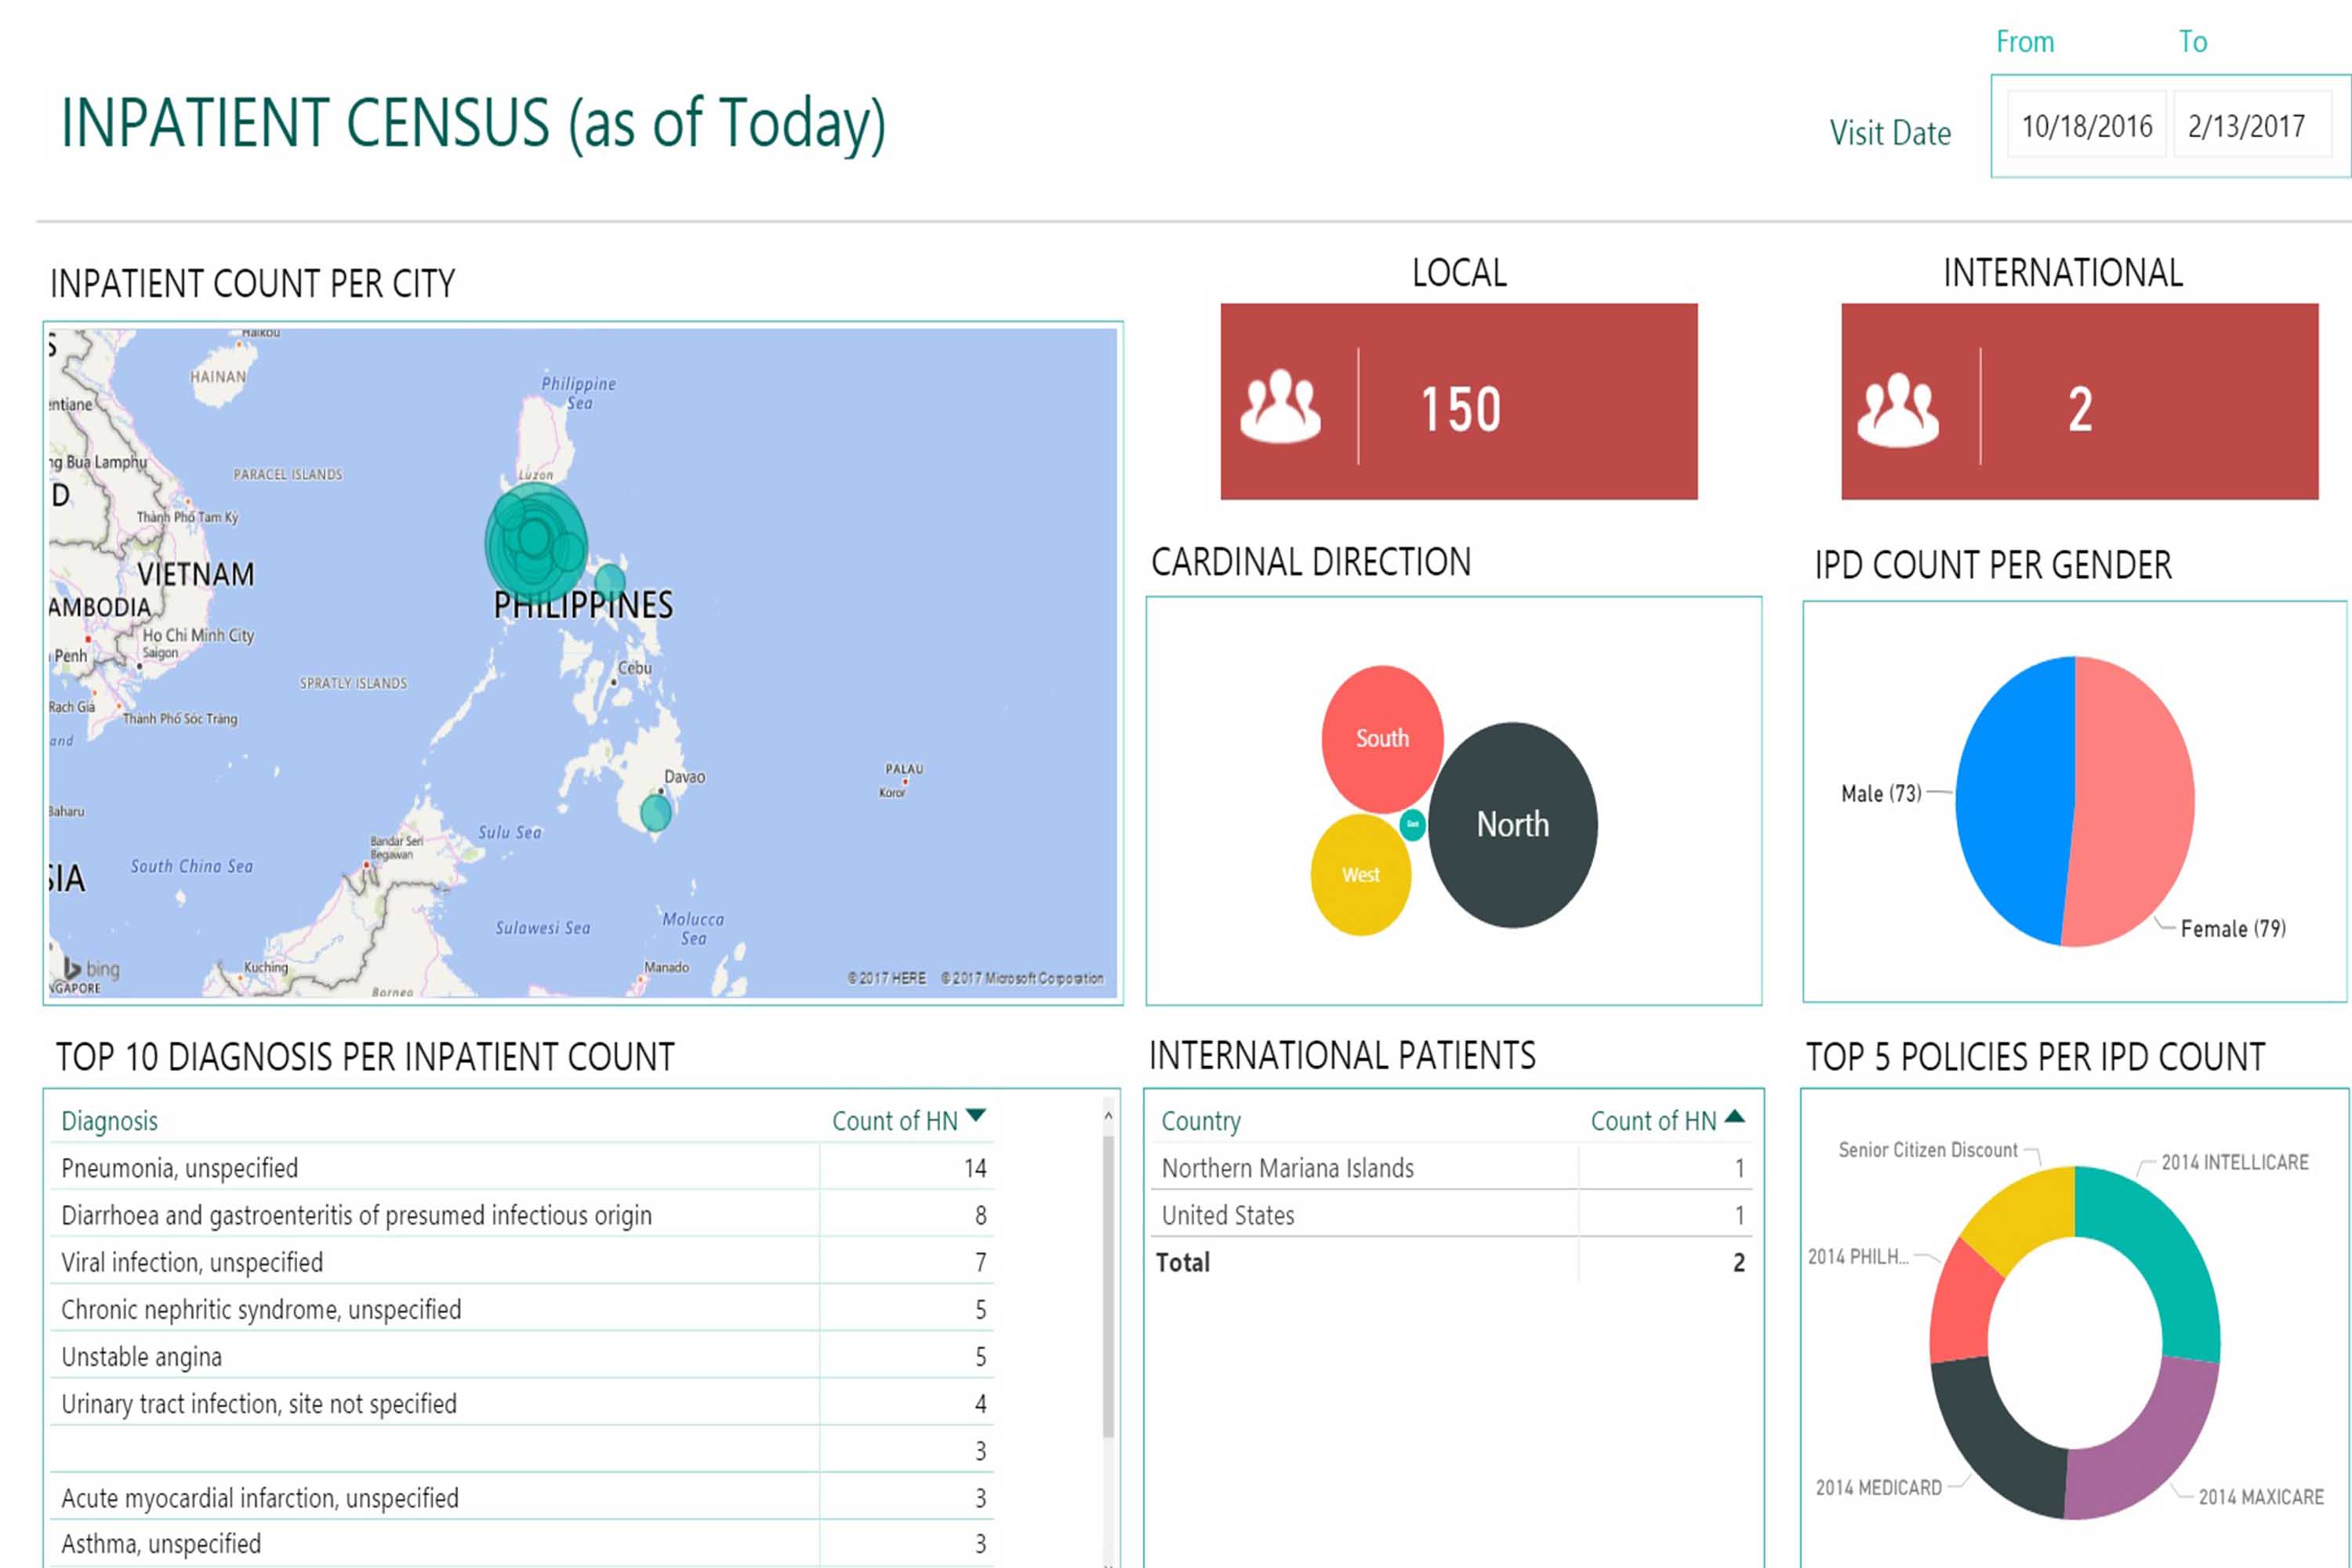 From To
INPATIENT CENSUS (as of Today)
Visit Date 10/18/2016 2/13/2017
INPATIENT COUNT PER CITY
Haikou
HAINAN
entiane
Philippine
Sea
ng Bua Lamphu
PARACEL ISLANDS
Luzon
D
Thành Phố Tam Kỳ
VIETNAM
AMBODIA
PHILIPPINES
Ho Chi Minh City
Saigon
Penh
Cebu
SPRATLY ISLANDS
Rạch Giá
Thành Phố Sóc Trăng
and
Davao
PALAU
Koror
Baharu
Sulu Sea
Bandar Seri
Begawan
South China Sea
SIA
Molucca
Sea
Sulawesi Sea
bing
Kuching
Manado
NGAPORE
Borneo
© 2017 HERE © 2017 Microsoft Corporation
LOCAL
150
INTERNATIONAL
2
CARDINAL DIRECTION
South
North
East
West
IPD COUNT PER GENDER
Male (73)
Female (79)
TOP 10 DIAGNOSIS PER INPATIENT COUNT
Diagnosis Count of HN
Pneumonia, unspecified 14
Diarrhoea and gastroenteritis of presumed infectious origin 8
Viral infection, unspecified 7
Chronic nephritic syndrome, unspecified 5
Unstable angina 5
Urinary tract infection, site not specified 4
3
Acute myocardial infarction, unspecified 3
Asthma, unspecified 3
INTERNATIONAL PATIENTS
Country Count of HN
Northern Mariana Islands 1
United States 1
Total 2
TOP 5 POLICIES PER IPD COUNT
Senior Citizen Discount
2014 INTELLICARE
2014 PHILH...
2014 MEDICARD
2014 MAXICARE